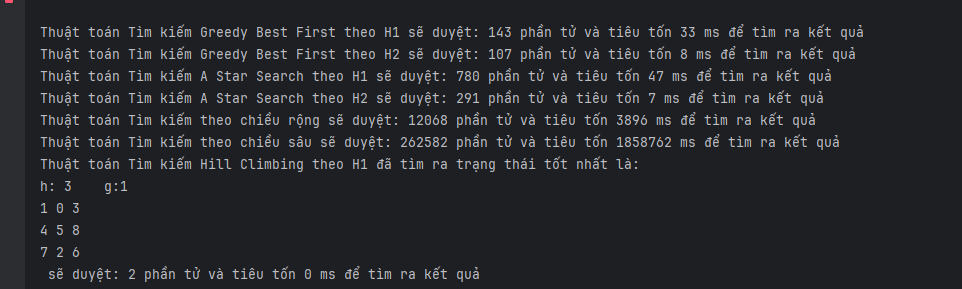 Thuật toán Tìm kiếm Greedy Best First theo H1 sẽ duyệt: 143 phần tử và tiêu tốn 33 ms để tìm ra kết quả
Thuật toán Tìm kiếm Greedy Best First theo H2 sẽ duyệt: 107 phần tử và tiêu tốn 8 ms để tìm ra kết quả
Thuật toán Tìm kiếm A Star Search theo H1 sẽ duyệt: 780 phần tử và tiêu tốn 47 ms để tìm ra kết quả
Thuật toán Tìm kiếm A Star Search theo H2 sẽ duyệt: 291 phần tử và tiêu tốn 7 ms để tìm ra kết quả
Thuật toán Tìm kiếm theo chiều rộng sẽ duyệt: 12068 phần tử và tiêu tốn 3896 ms để tìm ra kết quả
Thuật toán Tìm kiếm theo chiều sâu sẽ duyệt: 262582 phần tử và tiêu tốn 1858762 ms để tìm ra kết quả
Thuật toán Tìm kiếm Hill Climbing theo H1 đã tìm ra trạng thái tốt nhất là:
h: 3    g:1
1 0 3
4 5 8
7 2 6
sẽ duyệt: 2 phần tử và tiêu tốn 0 ms để tìm ra kết quả